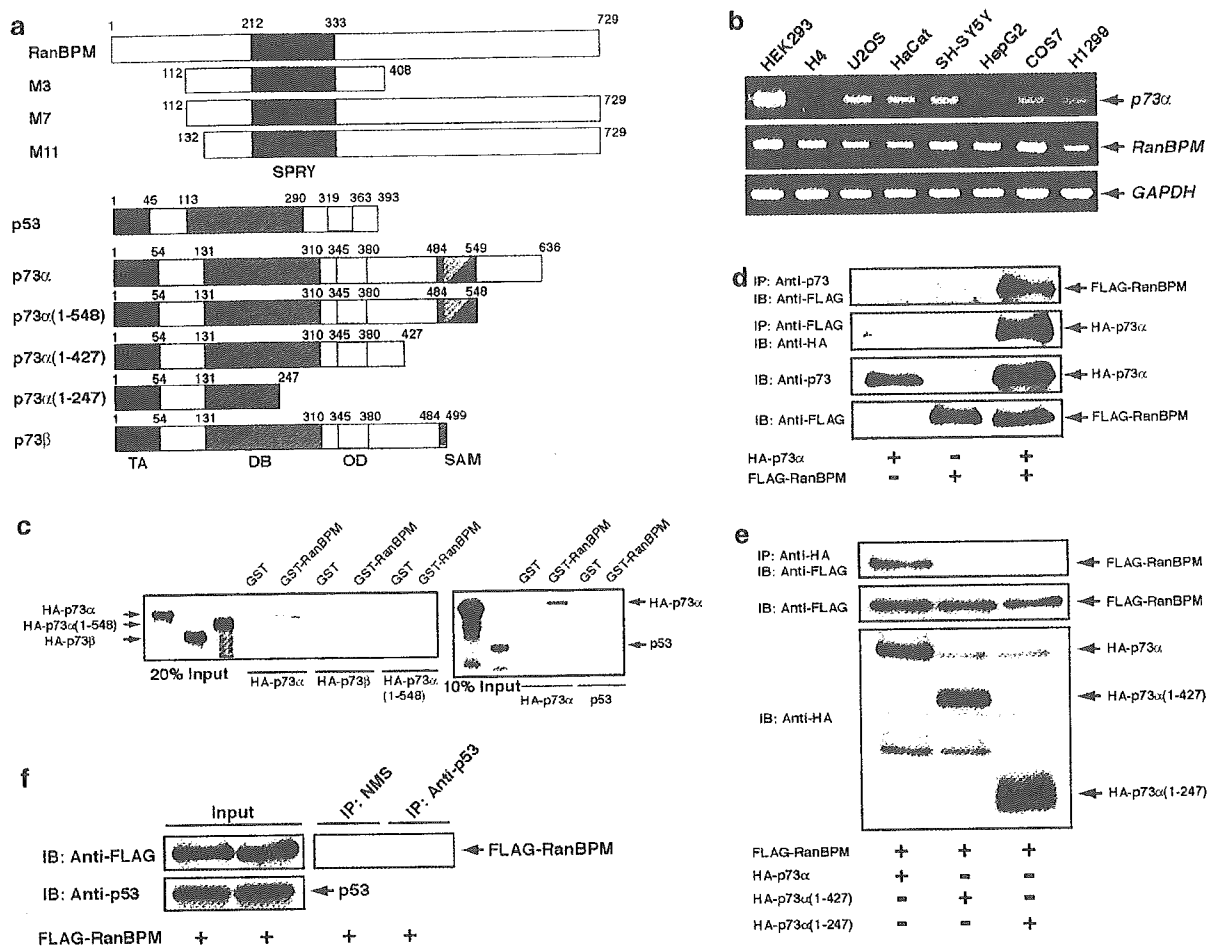 a
1 212 333 729
RanBPM
112 408
M3
112 729
M7
132 729
M11
SPRY
1 45 113 290 319 363 393
p53
1 54 131 310 345 380 484 549 636
p73α
1 54 131 310 345 380 484 548
p73α(1-548)
1 54 131 310 345 380 427
p73α(1-427)
1 54 131 247
p73α(1-247)
1 54 131 310 345 380 484 499
p73β
TA DB OD SAM
b
HEK293 H4 U2OS HaCat SH-SY5Y HepG2 COS7 H1299
p73α
RanBPM
GAPDH
c
GST GST-RanBPM GST GST-RanBPM GST GST-RanBPM
HA-p73α
HA-p73α(1-548)
HA-p73β
20% Input
HA-p73α HA-p73β HA-p73α
(1-548)
GST GST-RanBPM GST GST-RanBPM
HA-p73α
p53
10% Input
HA-p73α p53
d
IP: Anti-p73
IB: Anti-FLAG
FLAG-RanBPM
IP: Anti-FLAG
IB: Anti-HA
HA-p73α
IB: Anti-p73
HA-p73α
IB: Anti-FLAG
FLAG-RanBPM
HA-p73α + - +
FLAG-RanBPM - + +
e
IP: Anti-HA
IB: Anti-FLAG
FLAG-RanBPM
IB: Anti-FLAG
FLAG-RanBPM
HA-p73α
HA-p73α(1-427)
IB: Anti-HA
HA-p73α(1-247)
FLAG-RanBPM + + +
HA-p73α + - -
HA-p73α(1-427) - + -
HA-p73α(1-247) - - +
f
Input IP: NMS IP: Anti-p53
IB: Anti-FLAG
FLAG-RanBPM
IB: Anti-p53
p53
FLAG-RanBPM + + + +